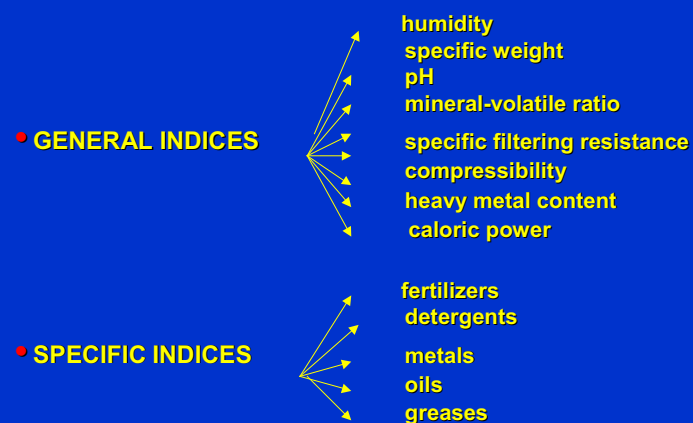 • GENERAL INDICES
humidity
specific weight
pH
mineral-volatile ratio
specific filtering resistance
compressibility
heavy metal content
caloric power
• SPECIFIC INDICES
fertilizers
detergents
metals
oils
greases